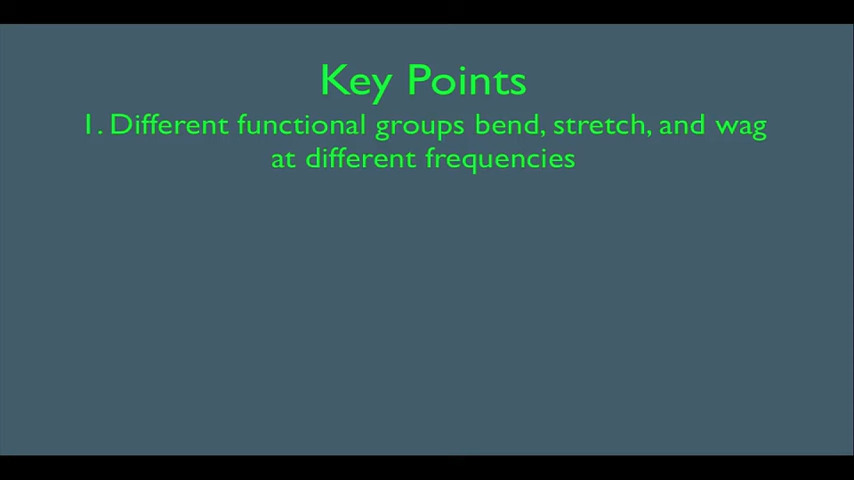 Key Points
1. Different functional groups bend, stretch, and wag
at different frequencies